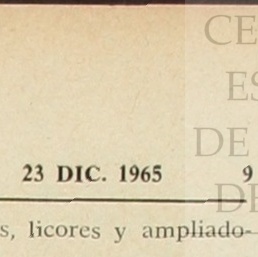 CE
ES
DE
DE
23 DIC. 1965 9
s, licores y ampliado-